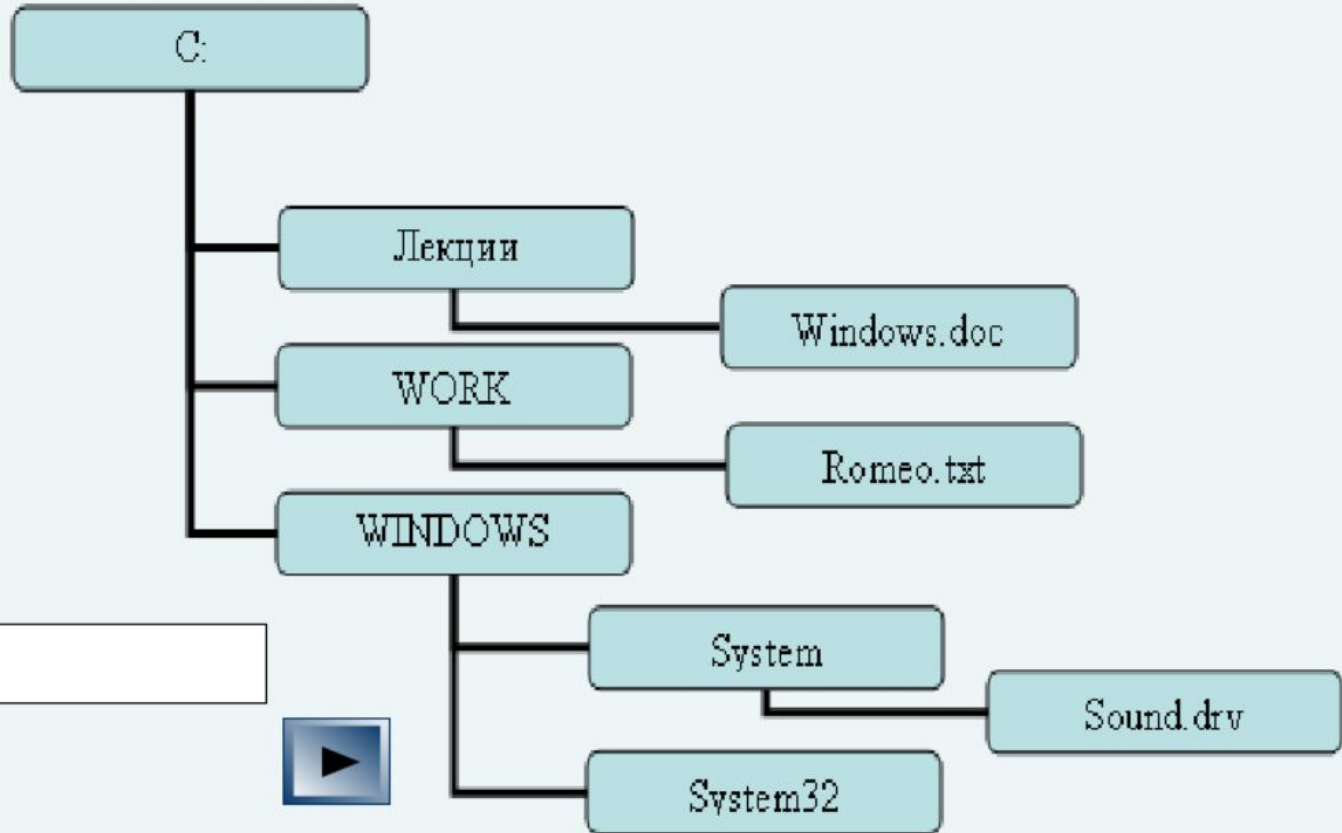 C:
Лекции
Windows.doc
WORK
Romeo.txt
WINDOWS
System
Sound.drv
System32